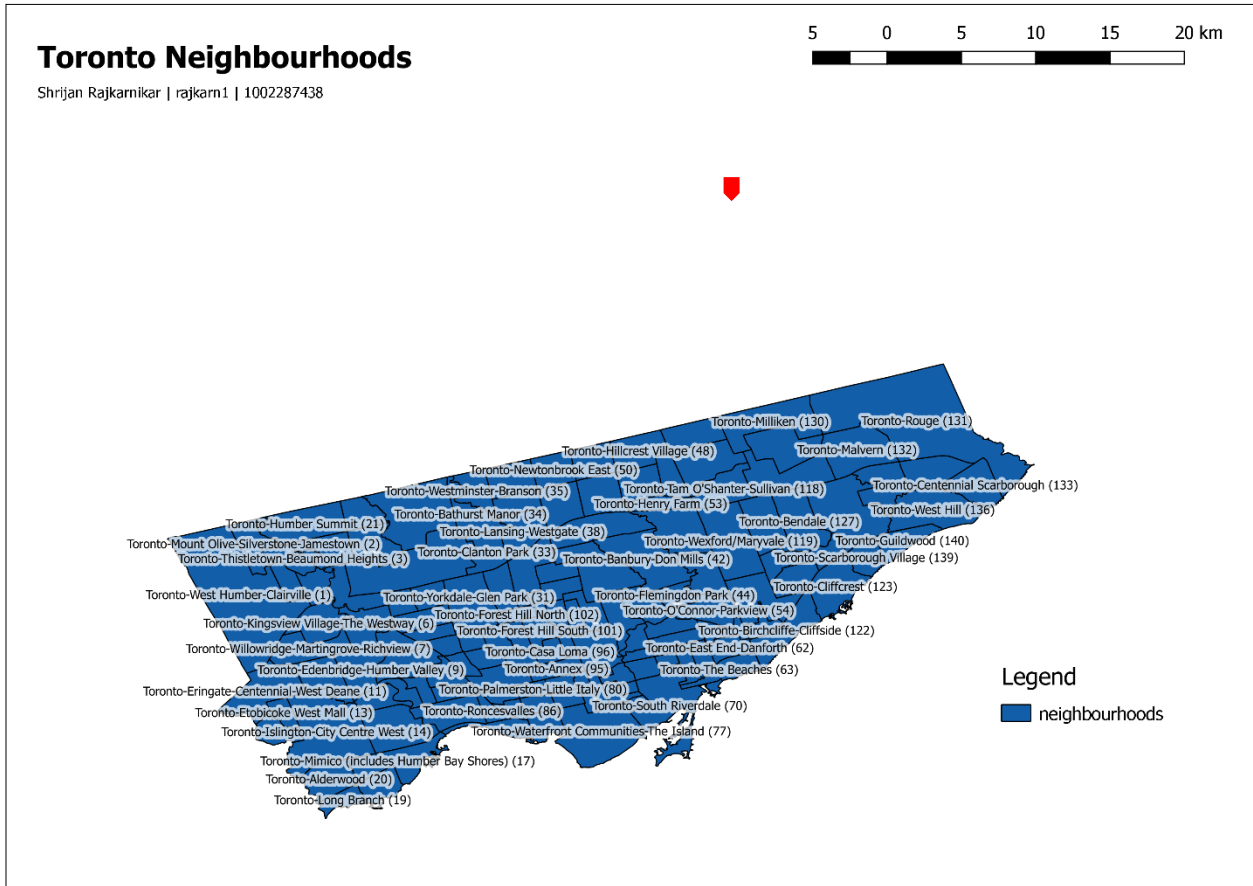 Toronto Neighbourhoods
Shrijan Rajkarnikar | rajkarn1 | 1002287438
5 0 5 10 15 20 km
Toronto-Milliken (130)
Toronto-Rouge (131)
Toronto-Hillcrest Village (48)
Toronto-Malvern (132)
Toronto-Newtonbrook East (50)
Toronto-Centennial Scarborough (133)
Toronto-Westminster-Branson (35)
Toronto-Tam O'Shanter-Sullivan (118)
Toronto-Henry Farm (53)
Toronto-West Hill (136)
Toronto-Bathurst Manor (34)
Toronto-Humber Summit (21)
Toronto-Bendale (127)
Toronto-Lansing-Westgate (38)
Toronto-Mount Olive-Silverstone-Jamestown (2)
Toronto-Wexford/Maryvale (119)
Toronto-Guildwood (140)
Toronto-Thistletown-Beaumond Heights (3)
Toronto-Clanton Park (33)
Toronto-Banbury-Don Mills (42)
Toronto-Scarborough Village (139)
Toronto-Cliffcrest (123)
Toronto-West Humber-Clairville (1)
Toronto-Yorkdale-Glen Park (31)
Toronto-Flemingdon Park (44)
Toronto-O'Connor-Parkview (54)
Toronto-Forest Hill North (102)
Toronto-Kingsview Village-The Westway (6)
Toronto-Forest Hill South (101)
Toronto-Birchcliffe-Cliffside (122)
Toronto-Willowridge-Martingrove-Richview (7)
Toronto-Casa Loma (96)
Toronto-East End-Danforth (62)
Toronto-Edenbridge-Humber Valley (9)
Toronto-Annex (95)
Toronto-The Beaches (63)
Toronto-Eringate-Centennial-West Deane (11)
Toronto-Palmerston-Little Italy (80)
Toronto-South Riverdale (70)
Toronto-Etobicoke West Mall (13)
Toronto-Roncesvalles (86)
Toronto-Islington-City Centre West (14)
Toronto-Waterfront Communities-The Island (77)
Toronto-Mimico (includes Humber Bay Shores) (17)
Toronto-Alderwood (20)
Toronto-Long Branch (19)
Legend
neighbourhoods